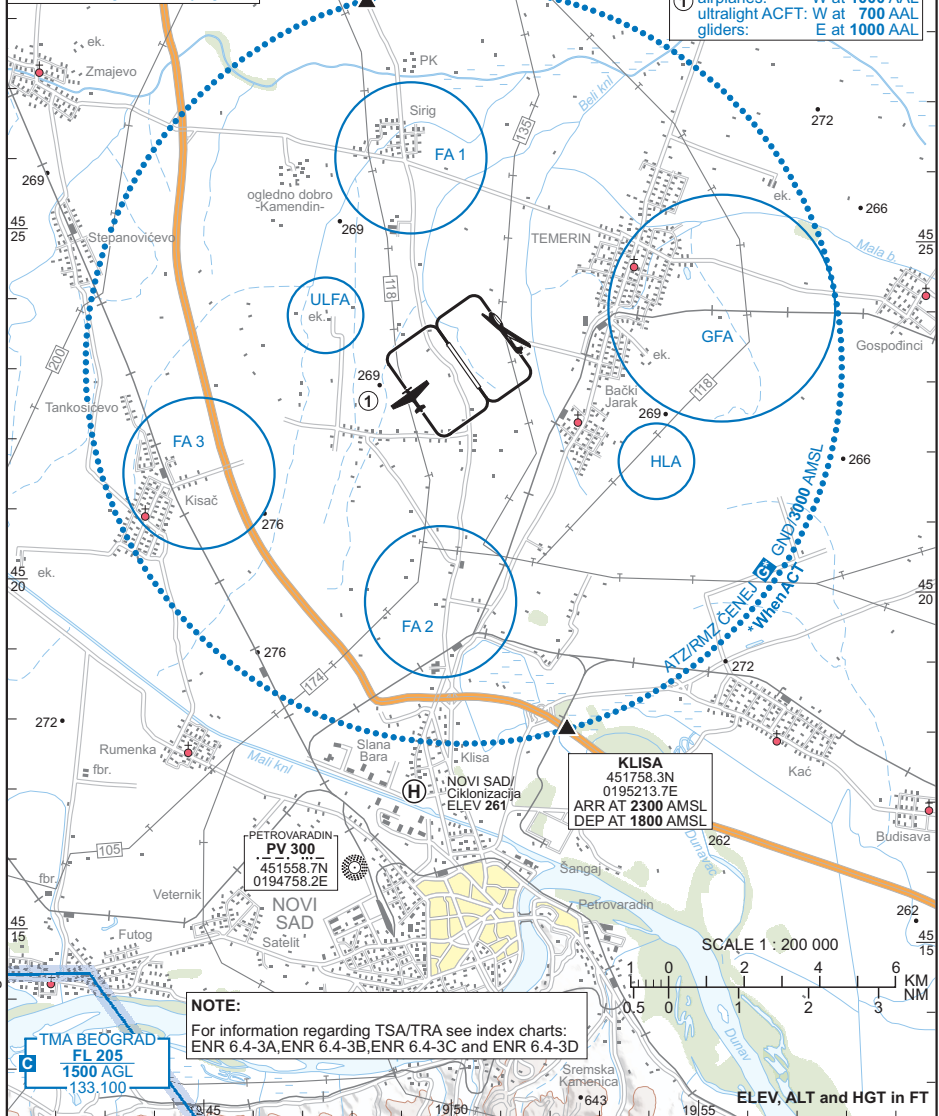 airplanes: W at 1000 AAL
1 ultralight ACFT: W at 700 AAL
gliders: E at 1000 AAL
ek.
Zmajevo
PK
Sirig
Beli knl
135
272
FA 1
269
ogledno dobro
-Kamendin-
ek.
266
269
45
25
Stepanovićevo
TEMERIN
Mala b.
45
25
ULFA
ek.
118
GFA
Gospođinci
200
ek.
269
1
Tankosićevo
Bački
Jarak
118
269
FA 3
HLA
266
Kisač
276
ATZ/RMZ ČENEJ G GND/3000 AMSL
*When ACT
ek.
45
20
45
20
FA 2
276
174
272
272
Rumenka
fbr.
Mali knl
Slana
Bara
Klisa
Kać
H
NOVI SAD/
Ciklonizacija
ELEV 261
KLISA
451758.3N
0195213.7E
ARR AT 2300 AMSL
DEP AT 1800 AMSL
262
Budisava
105
PETROVARADIN
PV 300
451558.7N
0194758.2E
Dunavac
Šangaj
fbr.
Veternik
NOVI
SAD
Petrovaradin
262
45
15
Futog
Satelit
45
15
SCALE 1 : 200 000
1 0 2 4 6 KM
0.5 0 1 2 3 NM
NOTE:
For information regarding TSA/TRA see index charts:
ENR 6.4-3A,ENR 6.4-3B,ENR 6.4-3C and ENR 6.4-3D
Dunav
C
TMA BEOGRAD
FL 205
1500 AGL
133.100
Sremska
Kamenica
643
ELEV, ALT and HGT in FT
19:45
19:50
19:55